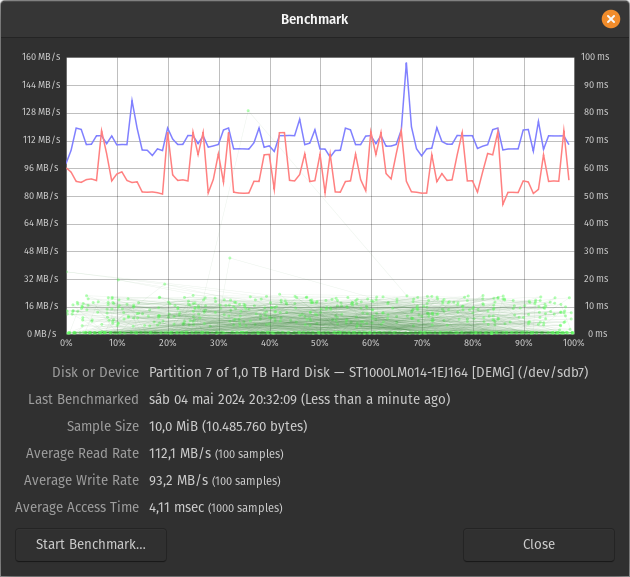 Benchmark
160 MB/s 100 ms
144 MB/s 90 ms
128 MB/s 80 ms
112 MB/s 70 ms
96 MB/s 60 ms
80 MB/s 50 ms
64 MB/s 40 ms
48 MB/s 30 ms
32 MB/s 20 ms
16 MB/s 10 ms
0 MB/s 0 ms
0% 10% 20% 30% 40% 50% 60% 70% 80% 90% 100%
Disk or Device Partition 7 of 1,0 TB Hard Disk — ST1000LM014-1EJ164 [DEMG] (/dev/sdb7)
Last Benchmarked sáb 04 mai 2024 20:32:09 (Less than a minute ago)
Sample Size 10,0 MiB (10.485.760 bytes)
Average Read Rate 112,1 MB/s (100 samples)
Average Write Rate 93,2 MB/s (100 samples)
Average Access Time 4,11 msec (1000 samples)
Start Benchmark... Close